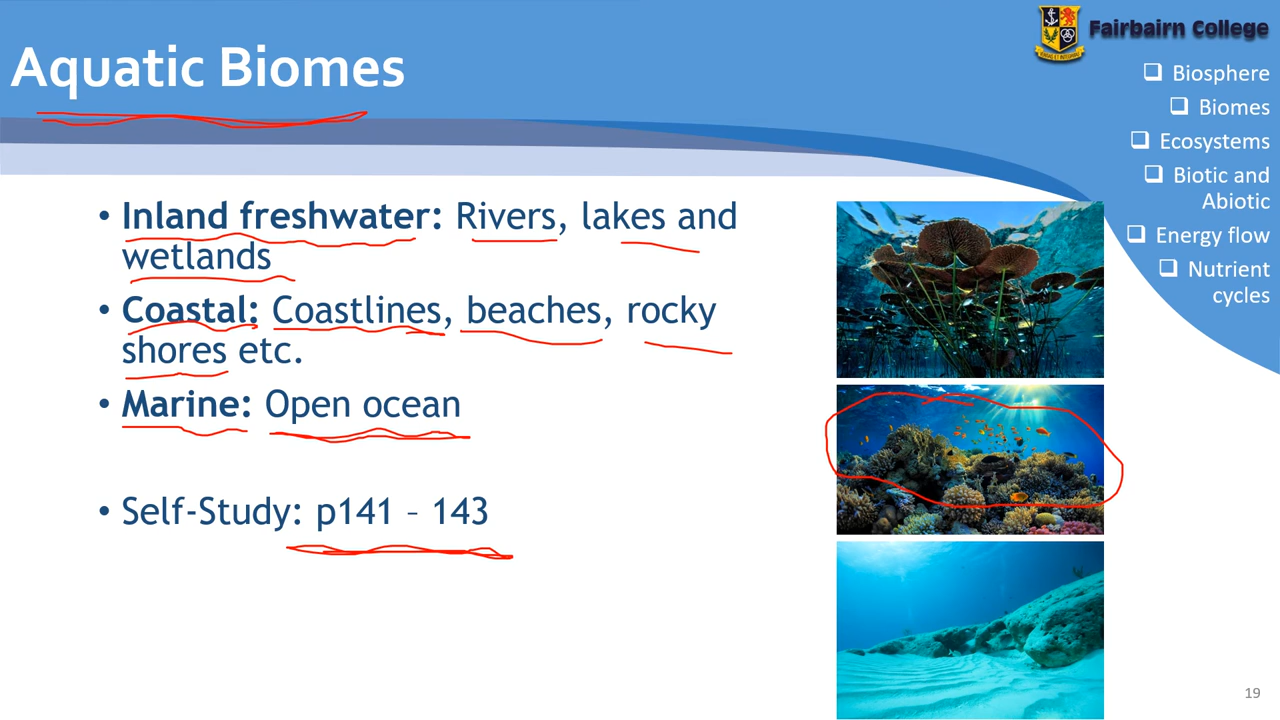 Aquatic Biomes
Fairbairn College
❑ Biosphere
❑ Biomes
❑ Ecosystems
❑ Biotic and
Abiotic
❑ Energy flow
❑ Nutrient
cycles
• Inland freshwater: Rivers, lakes and
wetlands
• Coastal: Coastlines, beaches, rocky
shores etc.
• Marine: Open ocean
• Self-Study: p141 – 143
19